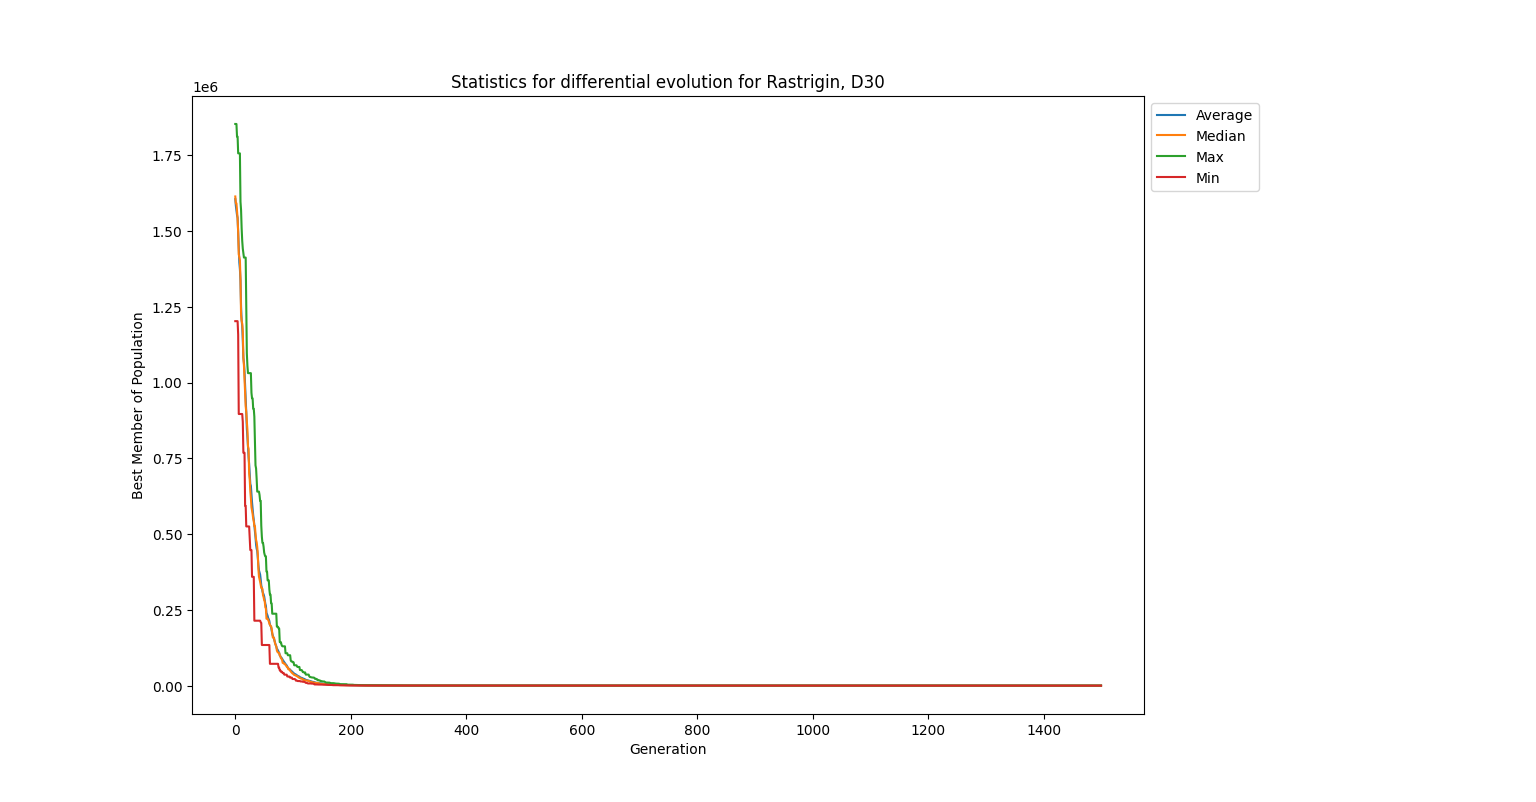 Statistics for differential evolution for Rastrigin, D30
1e6
Average
Median
Max
Min
1.75
1.50
1.25
1.00
0.75
0.50
0.25
0.00
Best Member of Population
0 200 400 600 800 1000 1200 1400
Generation